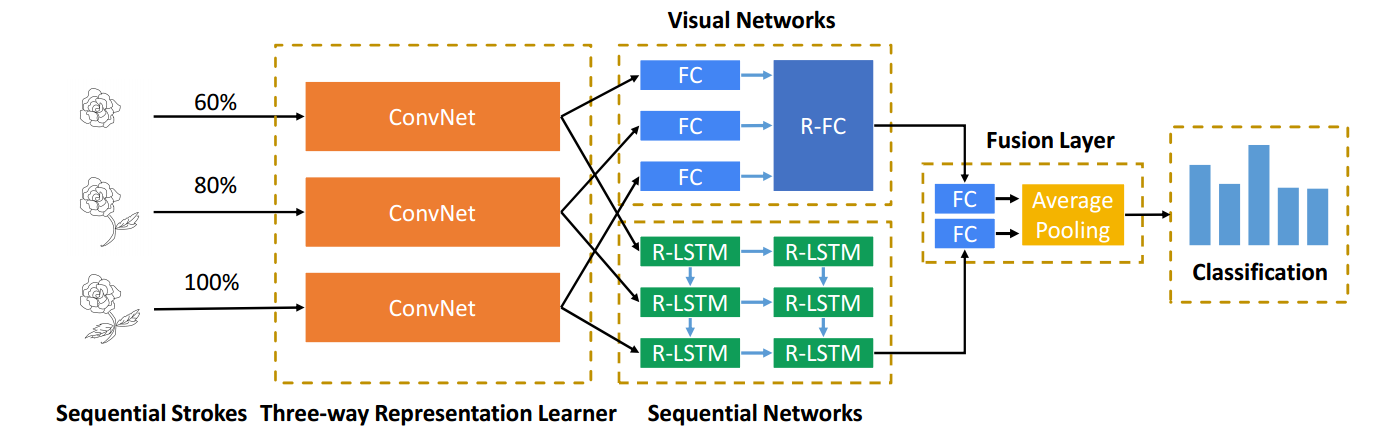 Visual Networks
60%
ConvNet
FC
FC
FC
R-FC
80%
ConvNet
100%
ConvNet
R-LSTM
R-LSTM
R-LSTM
R-LSTM
R-LSTM
R-LSTM
Fusion Layer
FC
FC
Average
Pooling
Classification
Sequential Strokes
Three-way Representation Learner
Sequential Networks